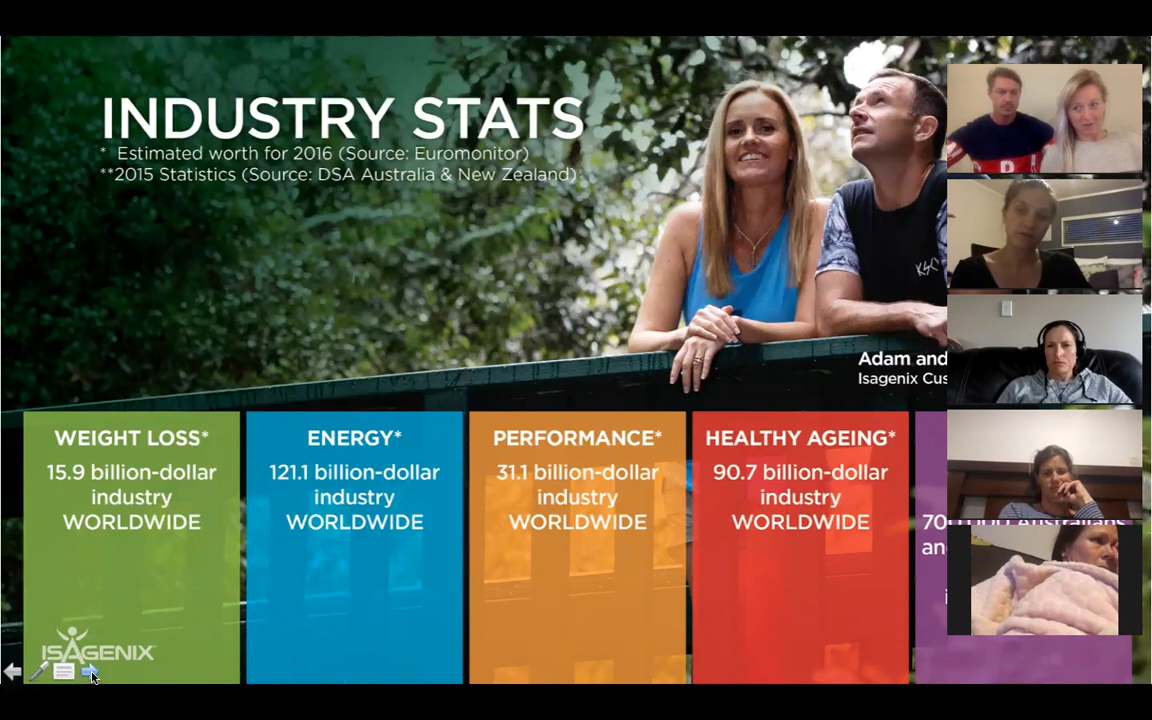 INDUSTRY STATS
* Estimated worth for 2016 (Source: Euromonitor)
**2015 Statistics (Source: DSA Australia & New Zealand)
Adam and
Isagenix Cus
WEIGHT LOSS*
15.9 billion-dollar
industry
WORLDWIDE
ENERGY*
121.1 billion-dollar
industry
WORLDWIDE
PERFORMANCE*
31.1 billion-dollar
industry
WORLDWIDE
HEALTHY AGEING*
90.7 billion-dollar
industry
WORLDWIDE
Australians
an
ISAGENIX